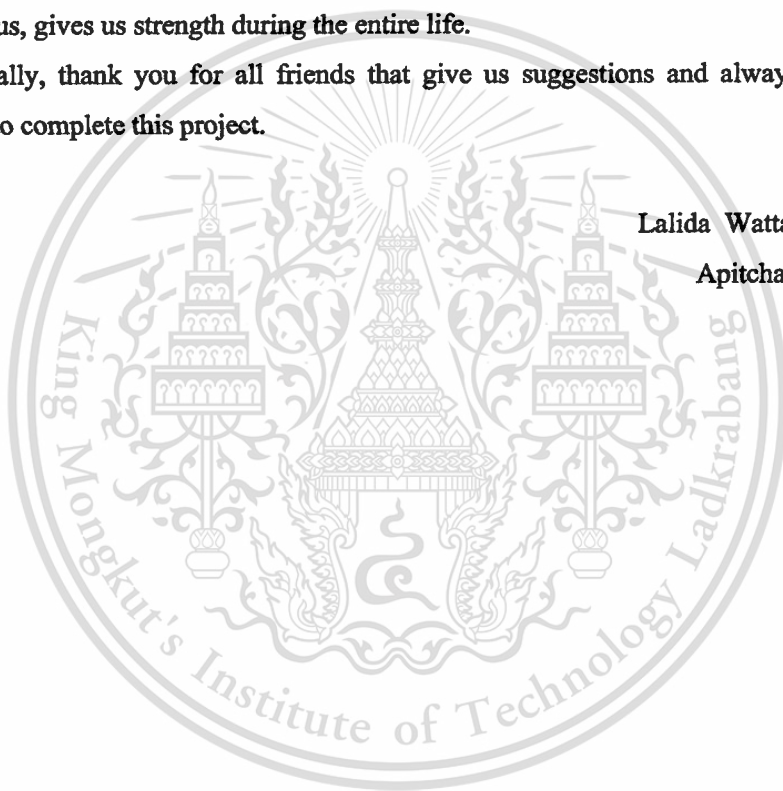 us, gives us strength during the entire life.
ally, thank you for all friends that give us suggestions and alway
o complete this project.
Lalida Watta
Apitcha
King Mongkut's Institute of Technology Ladkrabang